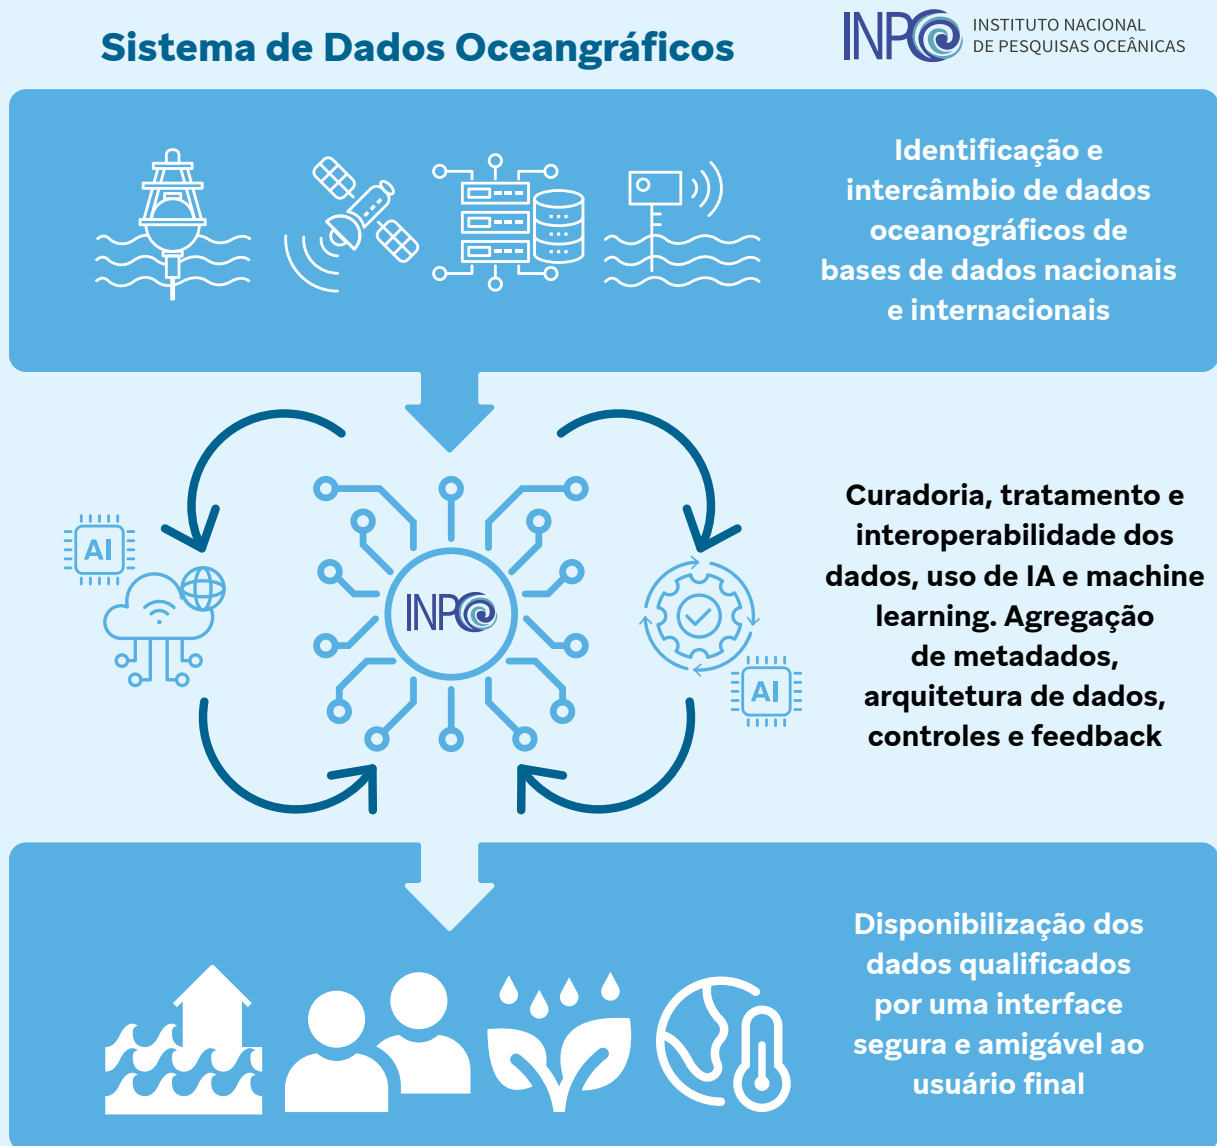 Sistema de Dados Oceangráficos
INPO
INSTITUTO NACIONAL
DE PESQUISAS OCEÂNICAS
Identificação e
intercâmbio de dados
oceanográficos de
bases de dados nacionais
e internacionais
AI
INPO
AI
Curadoria, tratamento e
interoperabilidade dos
dados, uso de IA e machine
learning. Agregação
de metadados,
arquitetura de dados,
controles e feedback
Disponibilização dos
dados qualificados
por uma interface
segura e amigável ao
usuário final